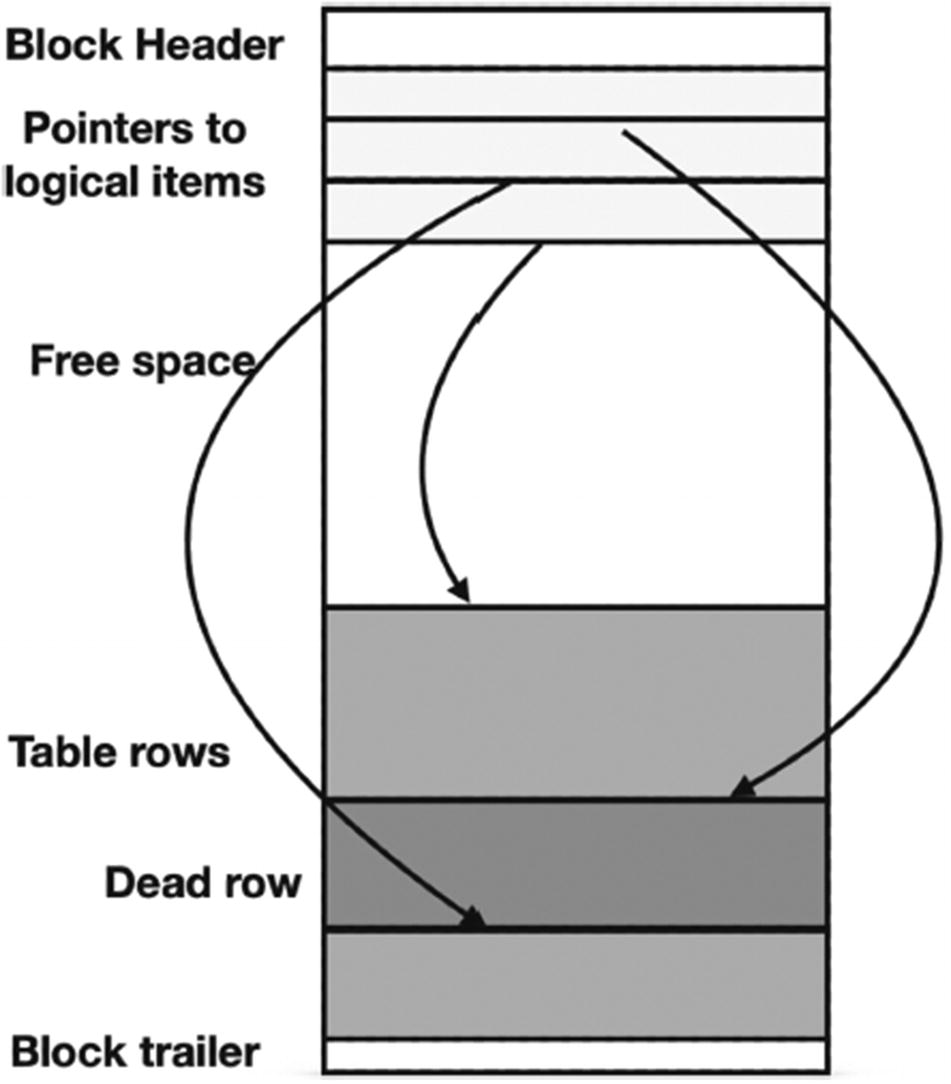 Block Header
Pointers to
logical items
Free space
Table rows
Dead row
Block trailer